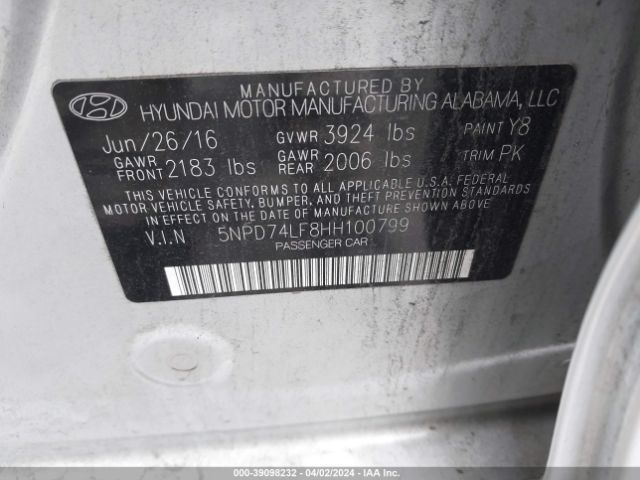 MANUFACTURED BY
HYUNDAI MOTOR MANUFACTURING ALABAMA, LLC
Jun/26/16 GVWR 3924 lbs PAINT Y8
GAWR FRONT 2183 lbs GAWR REAR 2006 lbs TRIM PK
THIS VEHICLE CONFORMS TO ALL APPLICABLE U.S.A. FEDERAL
MOTOR VEHICLE SAFETY, BUMPER, AND THEFT PREVENTION STANDARDS
IN EFFECT ON THE DATE OF MANUFACTURE SHOWN ABOVE.
V.I.N 5NPD74LF8HH100799
PASSENGER CAR
000-39098232 - 04/02/2024 - IAA Inc.